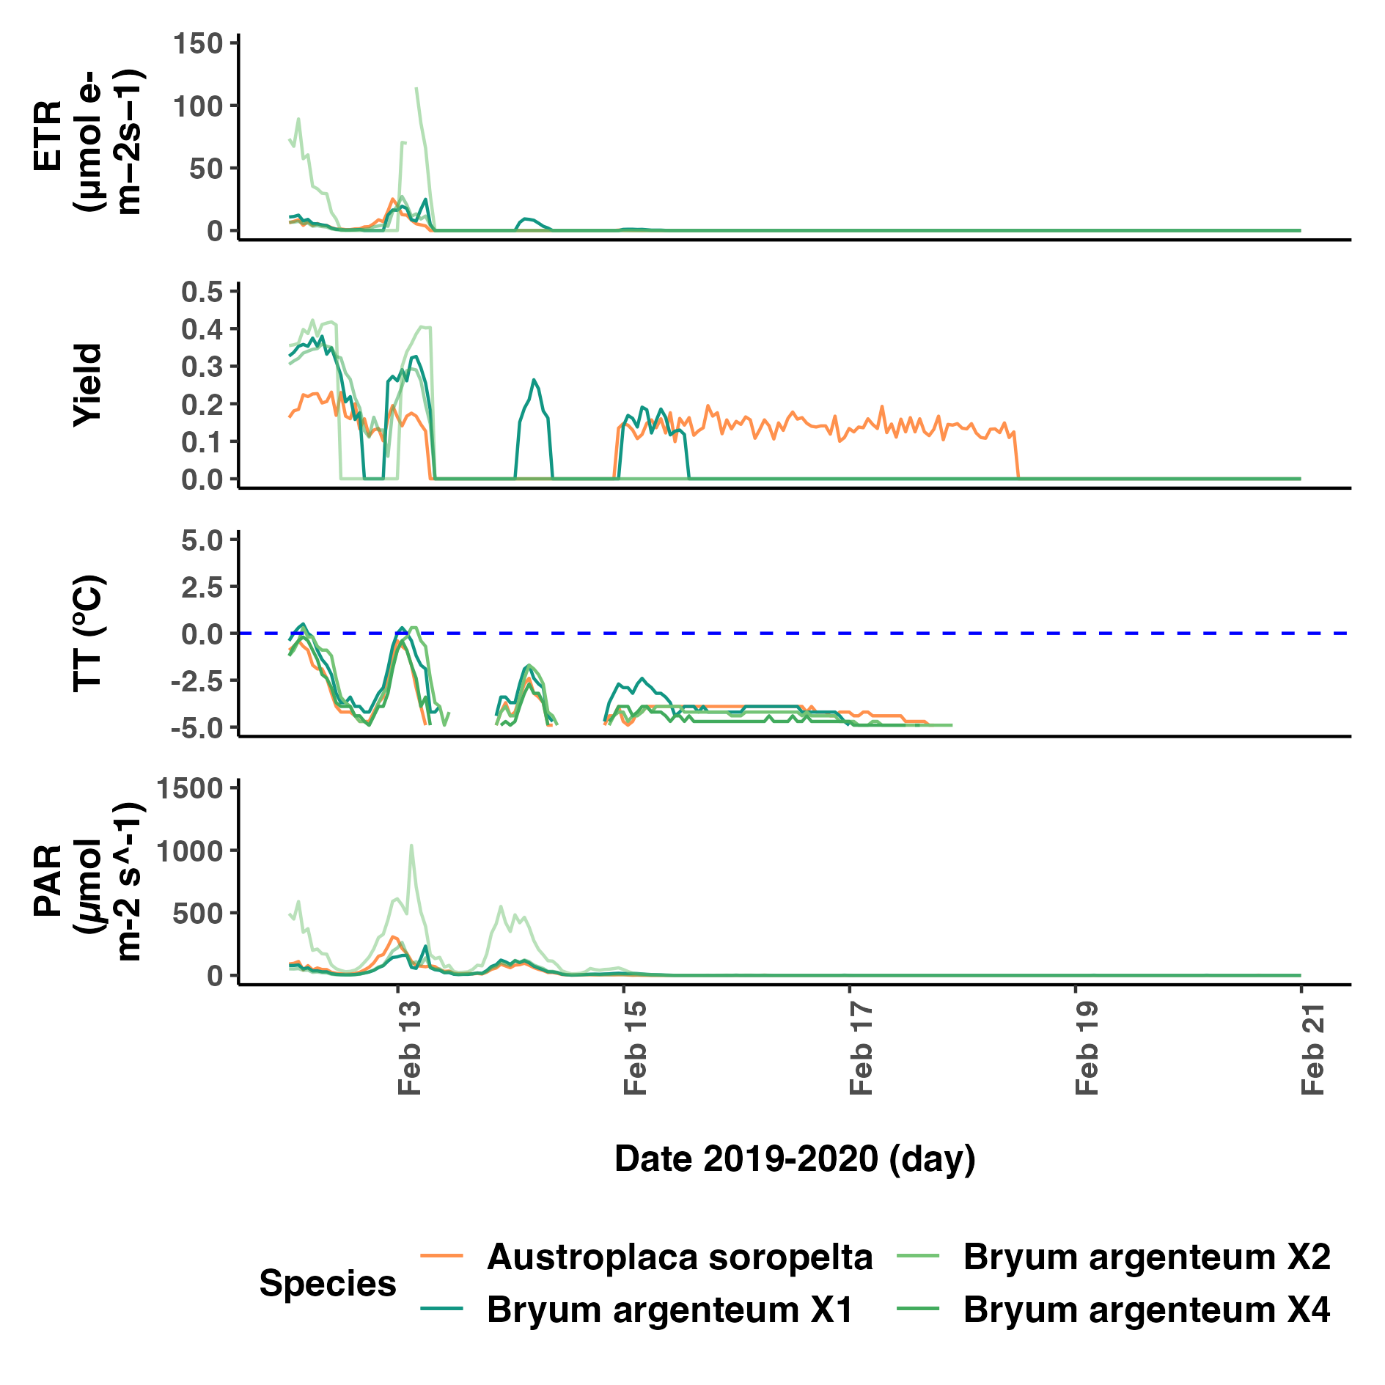 150
100
50
0
ETR
(µmol e-
m−2s−1)
0.5
0.4
0.3
0.2
0.1
0.0
Yield
5.0
2.5
0.0
-2.5
-5.0
TT (ºC)
1500
1000
500
0
PAR
(µmol
m-2 s^-1)
Feb 13
Feb 15
Feb 17
Feb 19
Feb 21
Date 2019-2020 (day)
Species
Austroplaca soropelta
Bryum argenteum X1
Bryum argenteum X2
Bryum argenteum X4